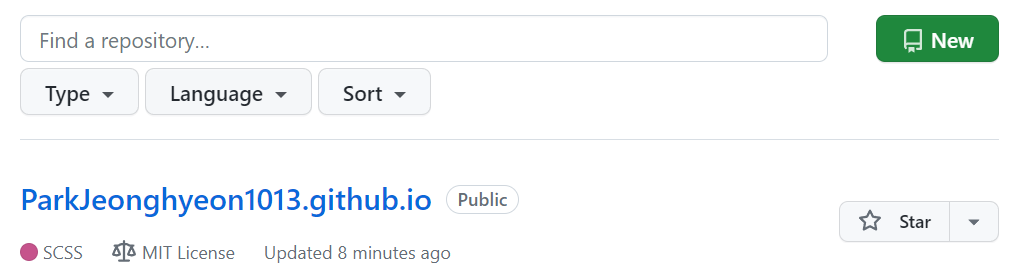 Find a repository...
New
Type
Language
Sort
ParkJeonghyeon1013.github.io
Public
Star
SCSS
MIT License
Updated 8 minutes ago